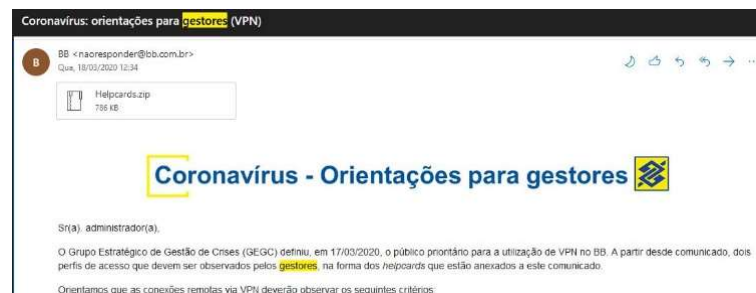 Coronavírus: orientações para gestores (VPN)
B
BB <naoresponder@bb.com.br>
Qua, 18/03/2020 12:34
Helpcards.zip
786 KB
Coronavírus - Orientações para gestores
Sr(a). administrador(a),
O Grupo Estratégico de Gestão de Crises (GEGC) definiu, em 17/03/2020, o público prioritário para a utilização de VPN no BB. A partir desde comunicado, dois
perfis de acesso que devem ser observados pelos gestores, na forma dos helpcards que estão anexados a este comunicado.
Orientamos que as conexões remotas via VPN deverão observar os seguintes critérios: